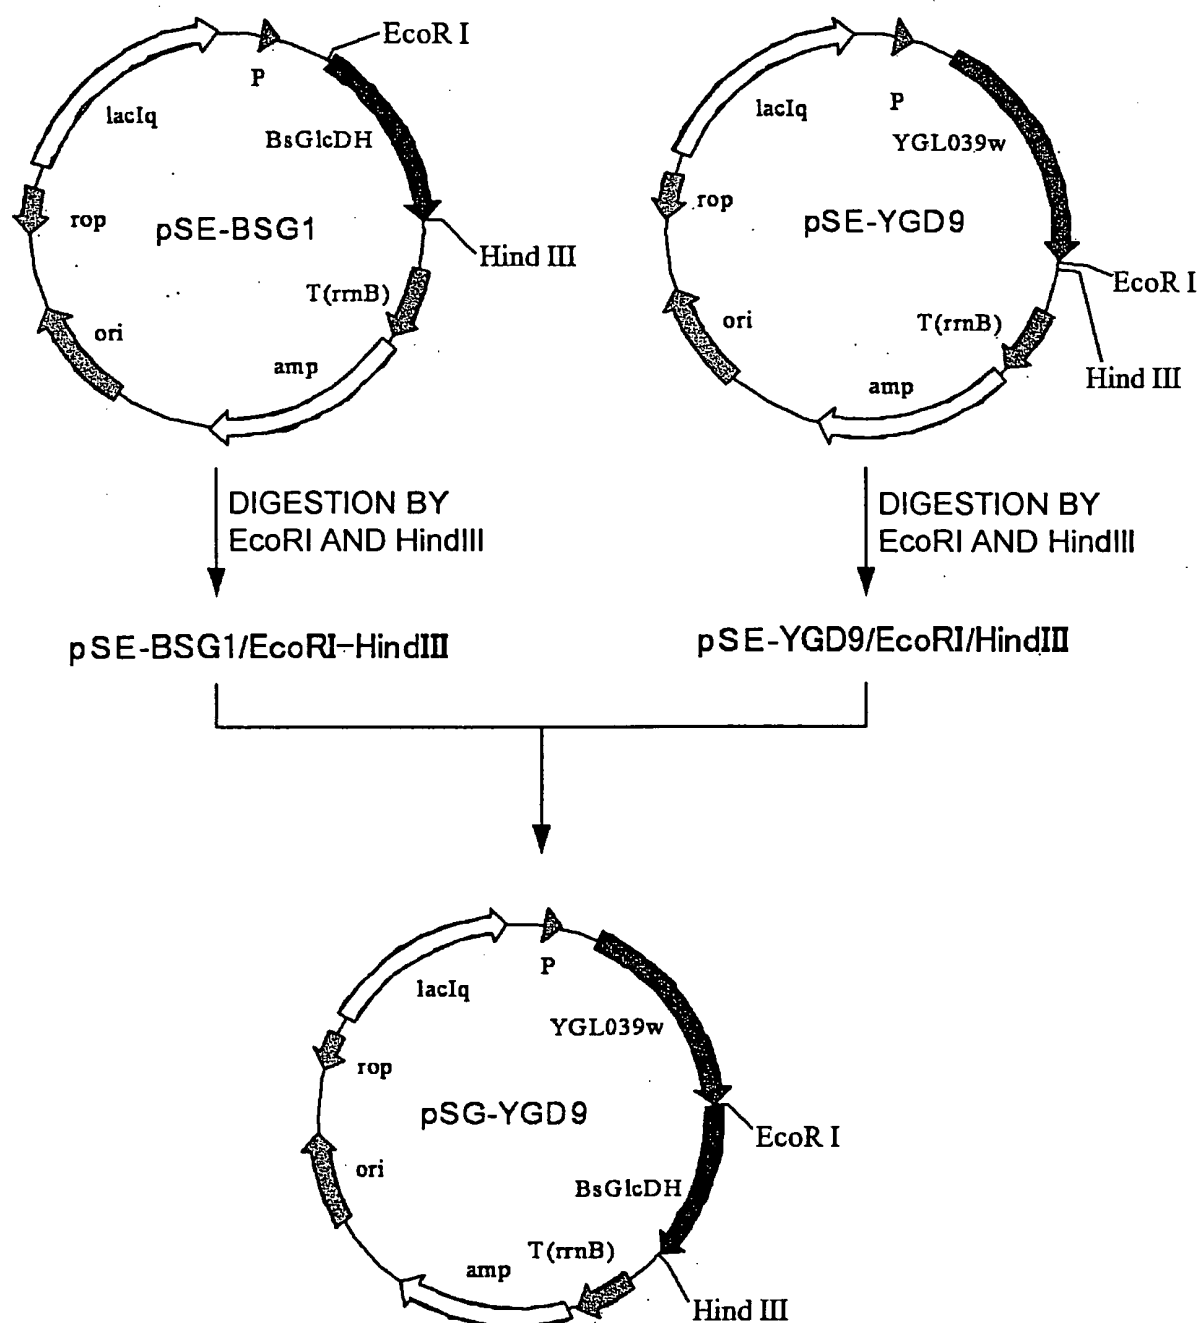 EcoR I
P
lacIq
BsGlcDH
rop
pSE-BSG1
Hind III
T(rrnB)
ori
amp
P
lacIq
YGL039w
rop
pSE-YGD9
EcoR I
ori
T(rrnB)
Hind III
amp
DIGESTION BY
EcoRI AND HindIII
DIGESTION BY
EcoRI AND HindIII
pSE-BSG1/EcoRI-HindIII
pSE-YGD9/EcoRI/HindIII
P
lacIq
YGL039w
rop
pSG-YGD9
EcoR I
ori
BsGlcDH
T(rrnB)
amp
Hind III